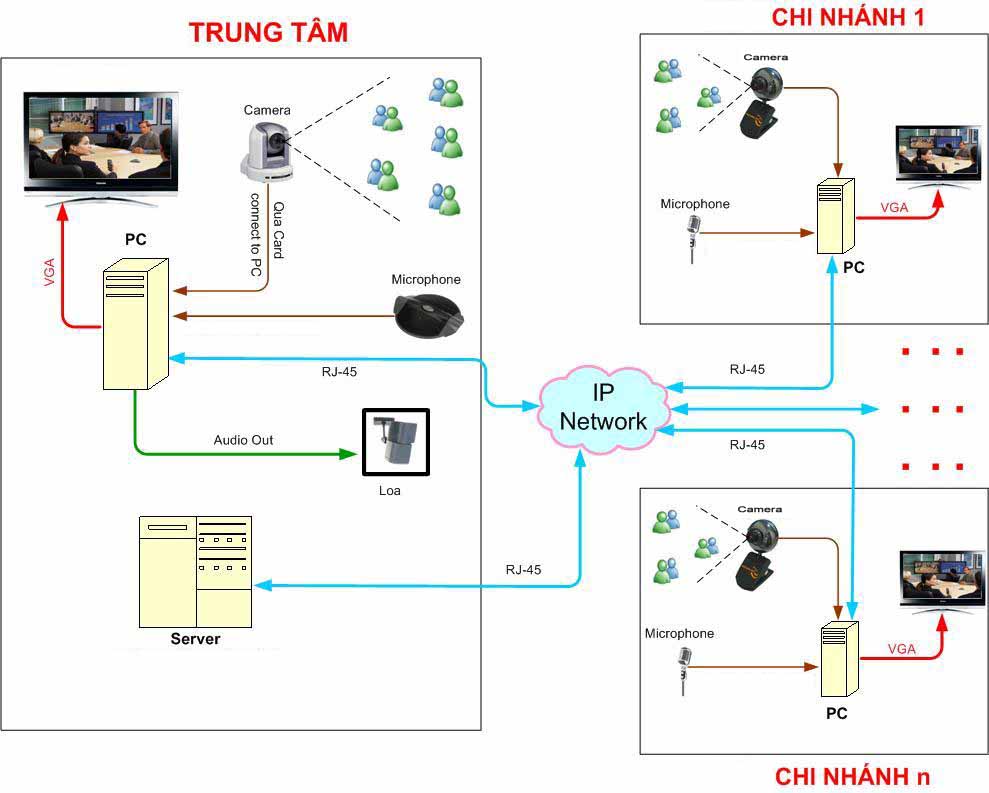 TRUNG TÂM
Camera
Qua Card
connect to PC
PC
VGA
Microphone
RJ-45
Audio Out
Loa
Server
RJ-45
IP
Network
CHI NHÁNH 1
Camera
Microphone
VGA
PC
RJ-45
RJ-45
Camera
Microphone
VGA
PC
CHI NHÁNH n